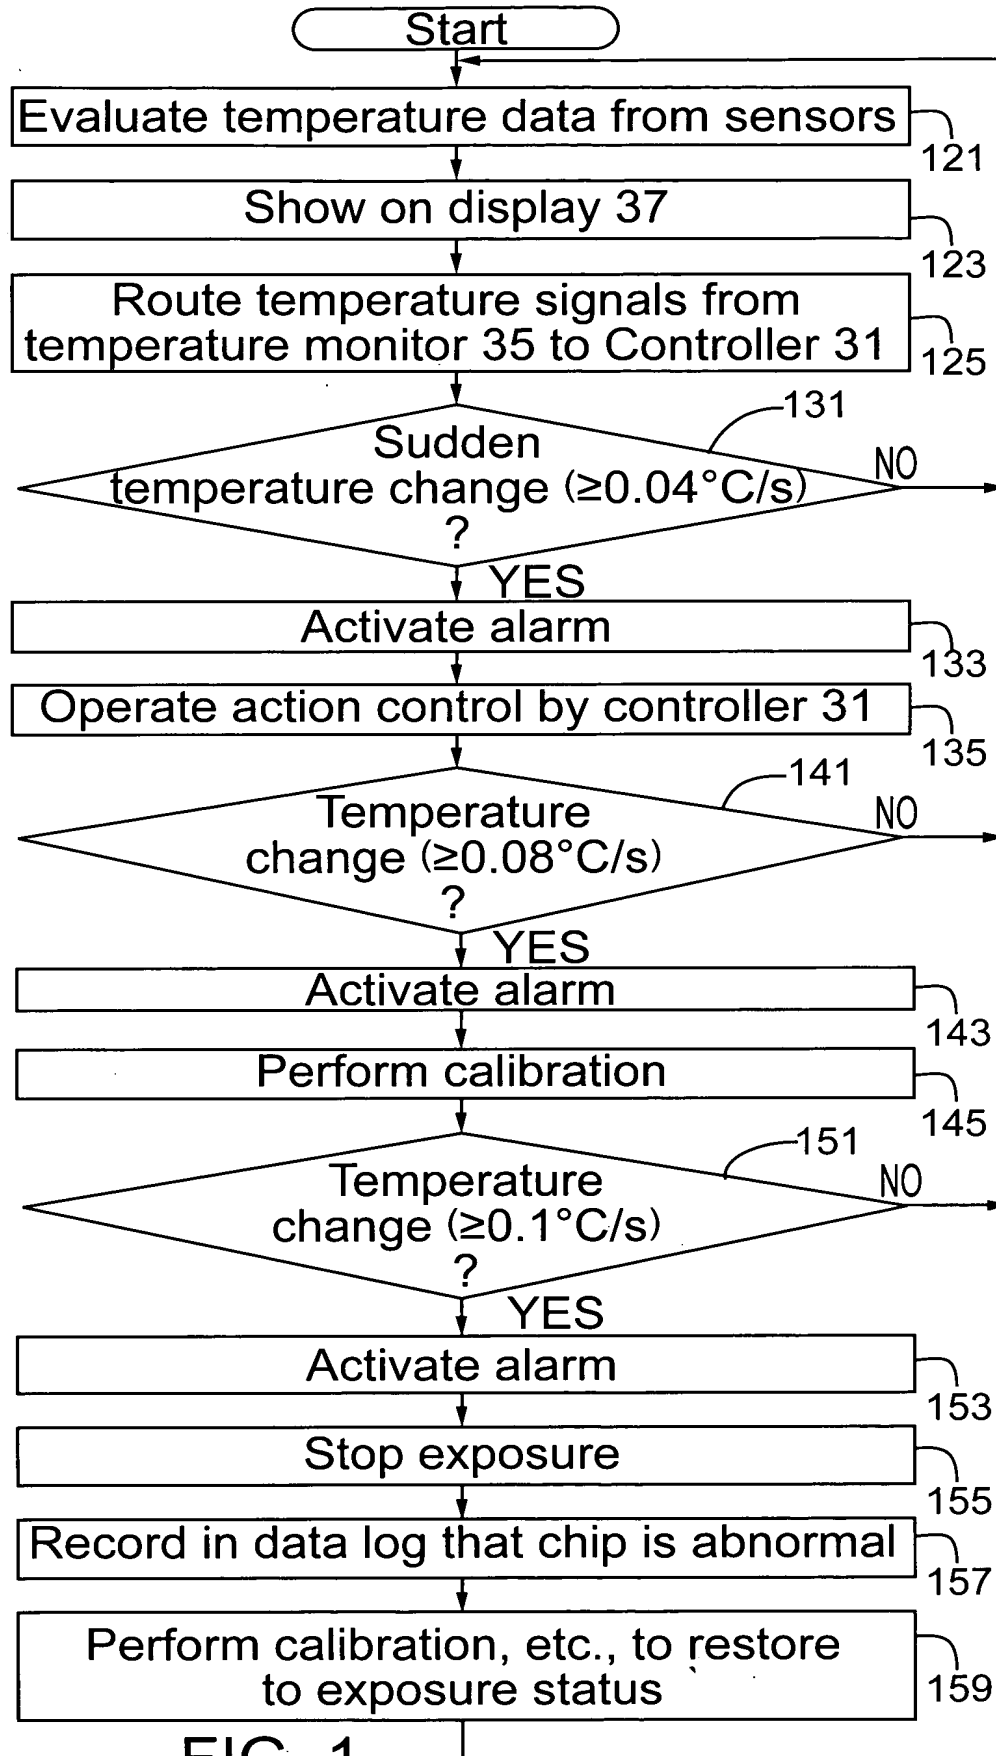 Start
Evaluate temperature data from sensors
121
Show on display 37
123
Route temperature signals from
temperature monitor 35 to Controller 31
125
131
Sudden
temperature change (≥0.04°C/s)
?
NO
YES
Activate alarm
133
Operate action control by controller 31
135
141
Temperature
change (≥0.08°C/s)
?
NO
YES
Activate alarm
143
Perform calibration
145
151
Temperature
change (≥0.1°C/s)
?
NO
YES
Activate alarm
153
Stop exposure
155
Record in data log that chip is abnormal
157
Perform calibration, etc., to restore
to exposure status
159
FIG. 1